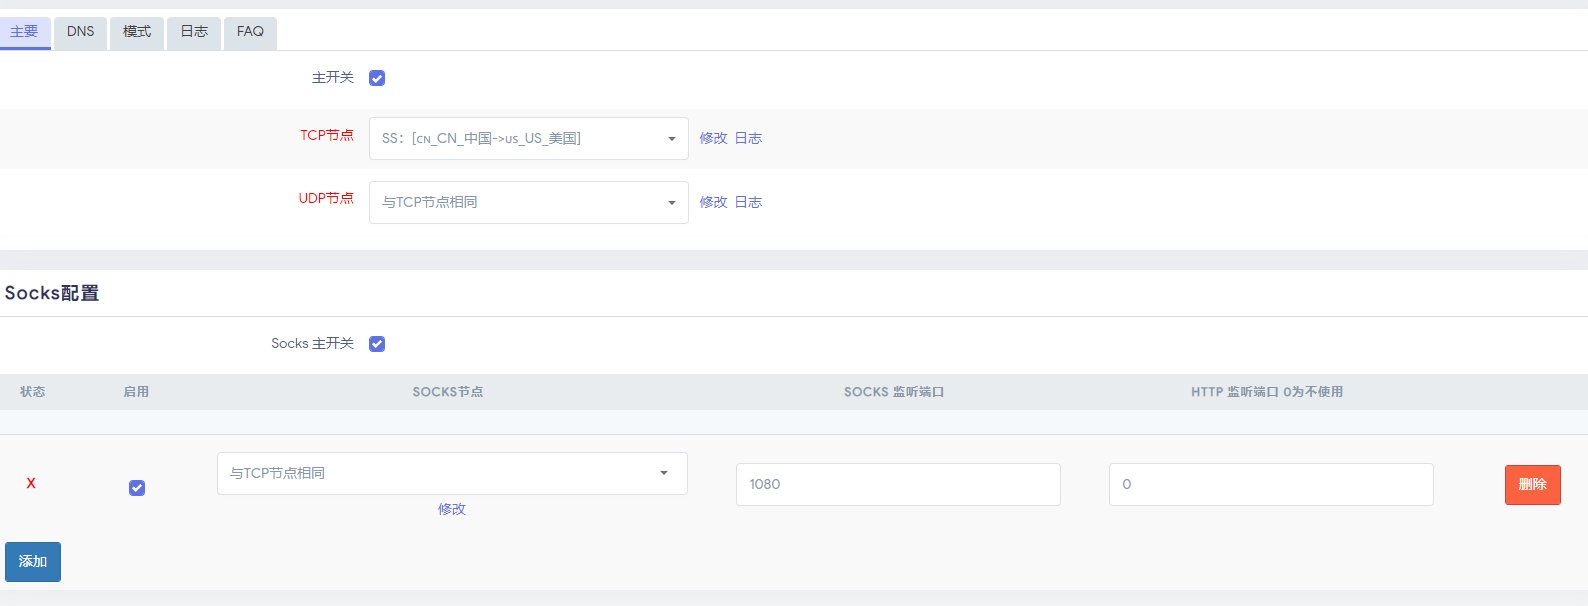 主要 DNS 模式 日志 FAQ
主开关
TCP节点 SS：[CN_CN_中国->US_US_美国] 修改 日志
UDP节点 与TCP节点相同 修改 日志
Socks配置
Socks 主开关
状态 启用 SOCKS节点 SOCKS 监听端口 HTTP 监听端口 0为不使用
X 与TCP节点相同 1080 0 删除
修改
添加